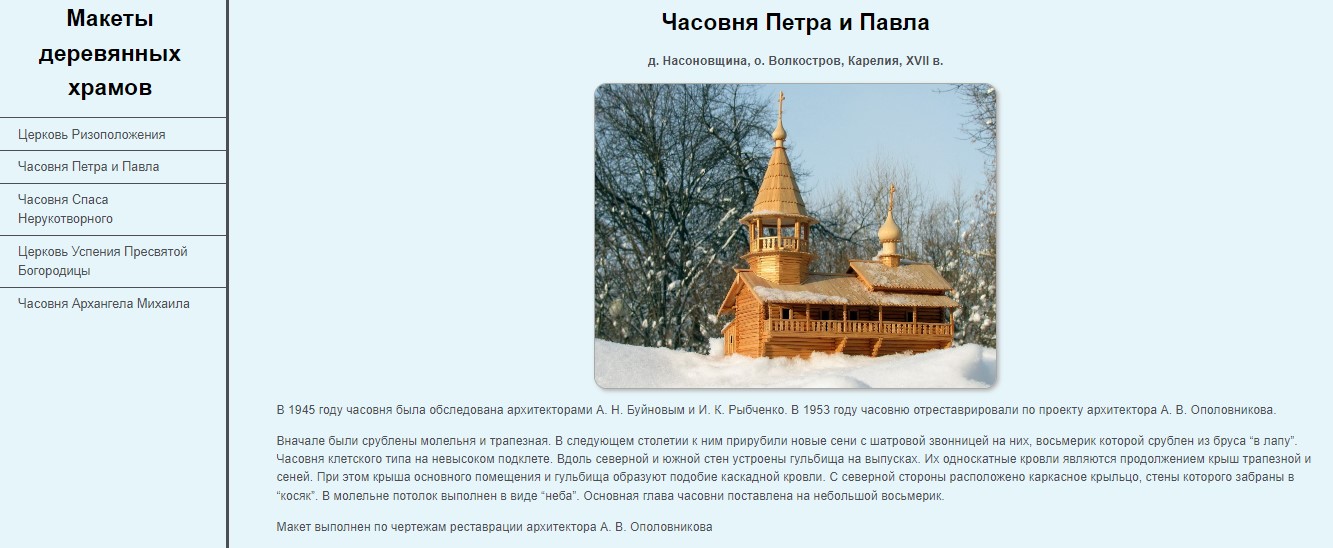 Макеты
деревянных
храмов
Церковь Ризоположения
Часовня Петра и Павла
Часовня Спаса
Нерукотворного
Церковь Успения Пресвятой
Богородицы
Часовня Архангела Михаила
Часовня Петра и Павла
д. Насоновщина, о. Волкостров, Карелия, XVII в.
В 1945 году часовня была обследована архитекторами А. Н. Буйновым и И. К. Рыбченко. В 1953 году часовню отреставрировали по проекту архитектора А. В. Ополовникова.
Вначале были срублены молельня и трапезная. В следующем столетии к ним прирубили новые сени с шатровой звонницей на них, восьмерик которой срублен из бруса “в лапу”.
Часовня клетского типа на невысоком подклете. Вдоль северной и южной стен устроены гульбища на выпусках. Их односкатные кровли являются продолжением крыш трапезной и
сеней. При этом крыша основного помещения и гульбища образуют подобие каскадной кровли. С северной стороны расположено каркасное крыльцо, стены которого забраны в
“косяк”. В молельне потолок выполнен в виде “неба”. Основная глава часовни поставлена на небольшой восьмерик.
Макет выполнен по чертежам реставрации архитектора А. В. Ополовникова